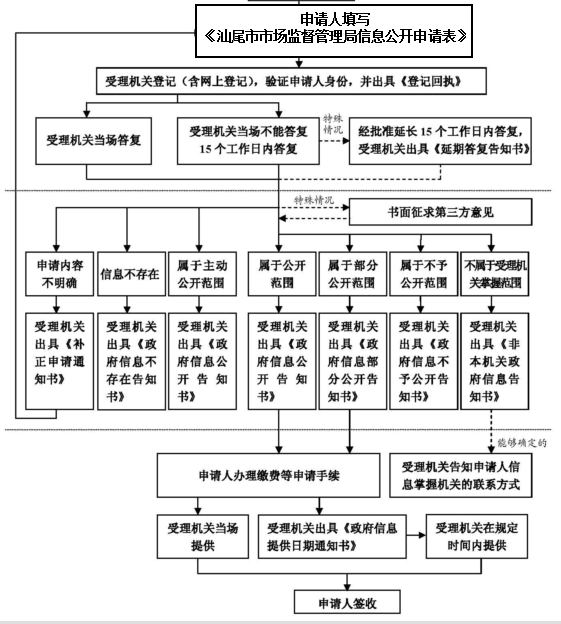 申请人填写
《汕尾市市场监督管理局信息公开申请表》
受理机关登记（含网上登记），验证申请人身份，并出具《登记回执》
受理机关当场答复
受理机关当场不能答复
15个工作日内答复
特殊
情况
经批准延长15个工作日内答复，
受理机关出具《延期答复告知书》
特殊情况
书面征求第三方意见
申请内容
不明确
信息不存在
属于主动
公开范围
属于公开
范围
属于部分
公开范围
属于不予
公开范围
不属于受理机
关掌握范围
受理机关
出具《补
正申请通
知书》
受理机关
出具《政
府信息不
存在告知
书》
受理机关
出具《政
府信息公
开告知
书》
受理机关
出具《政
府信息公
开告知
书》
受理机关
出具《政
府信息部
分公开告
知书》
受理机关
出具《政
府信息不
予公开告
知书》
受理机关
出具《非
本机关政
府信息告
知书》
能够确定的
申请人办理缴费等申请手续
受理机关告知申请人信
息掌握机关的联系方式
受理机关当场
提供
受理机关出具《政府信息
提供日期通知书》
受理机关在规定
时间内提供
申请人签收